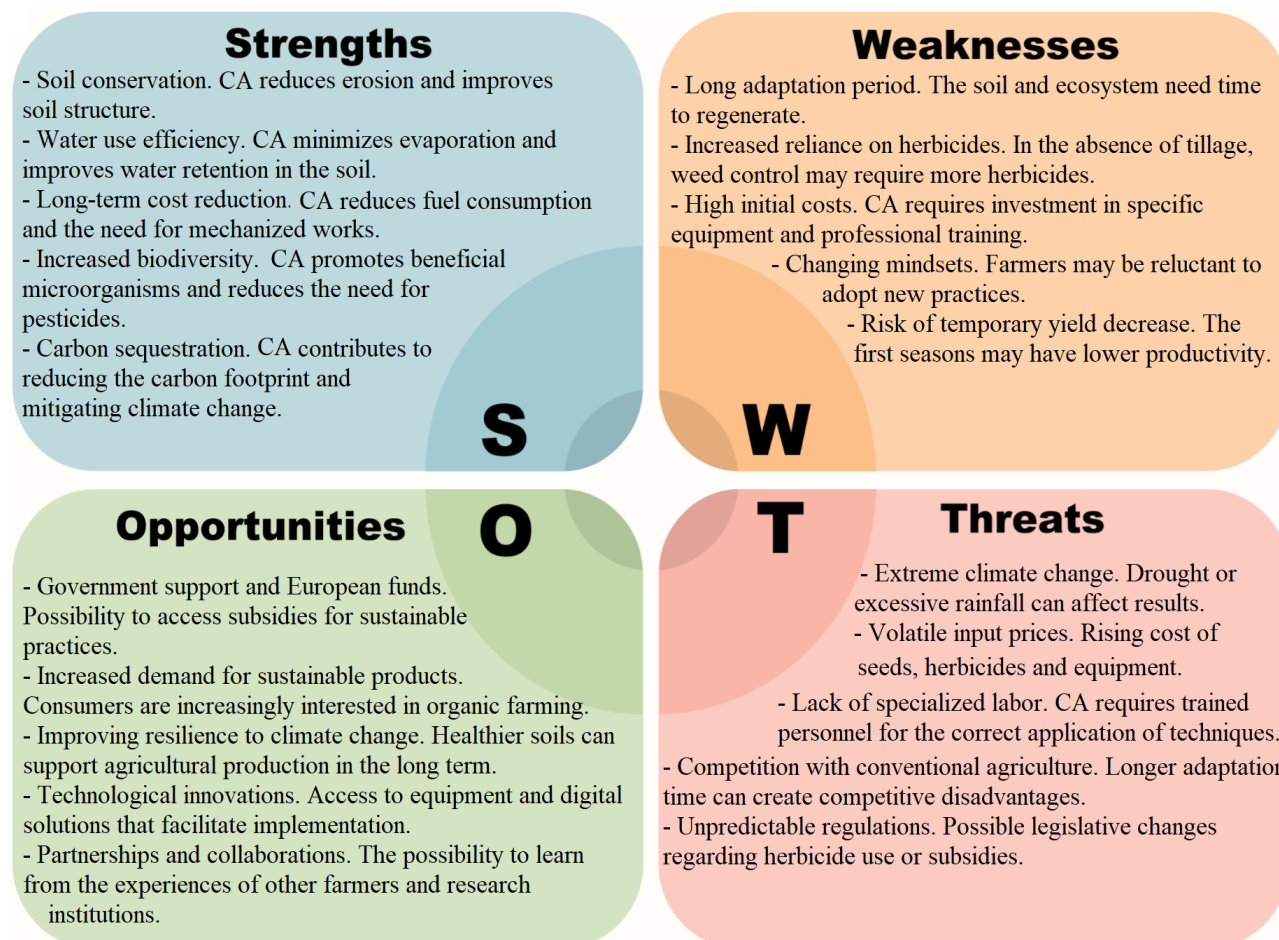 Strengths
- Soil conservation. CA reduces erosion and improves
soil structure.
- Water use efficiency. CA minimizes evaporation and
improves water retention in the soil.
- Long-term cost reduction. CA reduces fuel consumption
and the need for mechanized works.
- Increased biodiversity. CA promotes beneficial
microorganisms and reduces the need for
pesticides.
- Carbon sequestration. CA contributes to
reducing the carbon footprint and
mitigating climate change.
S
Weaknesses
- Long adaptation period. The soil and ecosystem need time
to regenerate.
- Increased reliance on herbicides. In the absence of tillage,
weed control may require more herbicides.
- High initial costs. CA requires investment in specific
equipment and professional training.
- Changing mindsets. Farmers may be reluctant to
adopt new practices.
- Risk of temporary yield decrease. The
first seasons may have lower productivity.
W
Opportunities
O
- Government support and European funds.
Possibility to access subsidies for sustainable
practices.
- Increased demand for sustainable products.
Consumers are increasingly interested in organic farming.
- Improving resilience to climate change. Healthier soils can
support agricultural production in the long term.
- Technological innovations. Access to equipment and digital
solutions that facilitate implementation.
- Partnerships and collaborations. The possibility to learn
from the experiences of other farmers and research
institutions.
T
Threats
- Extreme climate change. Drought or
excessive rainfall can affect results.
- Volatile input prices. Rising cost of
seeds, herbicides and equipment.
- Lack of specialized labor. CA requires trained
personnel for the correct application of techniques.
- Competition with conventional agriculture. Longer adaptation
time can create competitive disadvantages.
- Unpredictable regulations. Possible legislative changes
regarding herbicide use or subsidies.